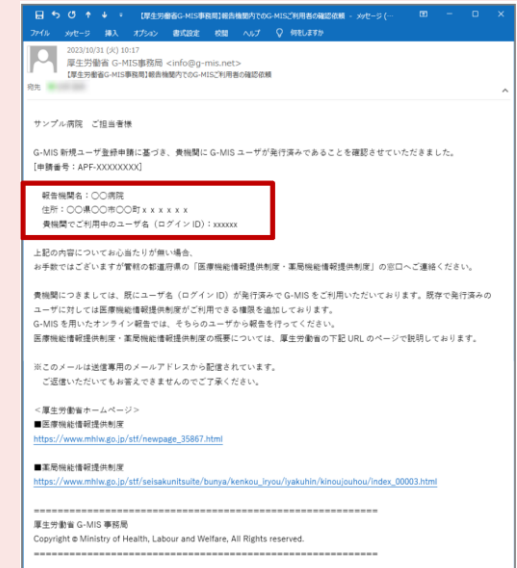 【厚生労働省G-MIS事務局】報告機関内でのG-MISご利用者の確認依頼 - メッセージ (…
ファイル メッセージ 挿入 オプション 書式設定 校閲 ヘルプ 何をしますか
2023/10/31 (火) 10:17
厚生労働省 G-MIS事務局 <info@g-mis.net>
【厚生労働省G-MIS事務局】報告機関内でのG-MISご利用者の確認依頼
宛先
サンプル病院 ご担当者様
G-MIS 新規ユーザ登録申請に基づき、貴機関に G-MIS ユーザが発行済みであることを確認させていただきました。
[申請番号：APF-XXXXXXXX]
報告機関名：〇〇病院
住所：〇〇県〇〇市〇〇町ｘｘｘｘｘｘ
貴機関でご利用中のユーザ名（ログイン ID）：xxxxxx
上記の内容についてお心当たりが無い場合、
お手数ではございますが管轄の都道府県の「医療機能情報提供制度・薬局機能情報提供制度」の窓口へご連絡ください。
貴機関につきましては、既にユーザ名（ログイン ID）が発行済みで G-MIS をご利用いただいております。既存で発行済みの
ユーザに対しては医療機能情報提供制度がご利用できる権限を追加しております。
G-MIS を用いたオンライン報告では、そちらのユーザから報告を行ってください。
医療機能情報提供制度・薬局機能情報提供制度の概要については、厚生労働省の下記 URL のページで説明しております。
※このメールは送信専用のメールアドレスから配信されています。
ご返信いただいてもお答えできませんのでご了承ください。
＜厚生労働省ホームページ＞
■医療機能情報提供制度
https://www.mhlw.go.jp/stf/newpage_35867.html
■薬局機能情報提供制度
https://www.mhlw.go.jp/stf/seisakunitsuite/bunya/kenkou_iryou/iyakuhin/kinoujouhou/index_00003.html
==============================================================
厚生労働省 G-MIS 事務局
Copyright © Ministry of Health, Labour and Welfare, All Rights reserved.
==============================================================